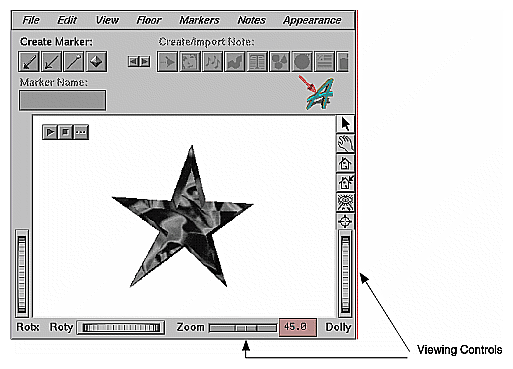 File Edit View Floor Markers Notes Appearance
Create Marker: Create/Import Note:
Marker Name:
Rotx Roty Zoom 45.0 Dolly
Viewing Controls